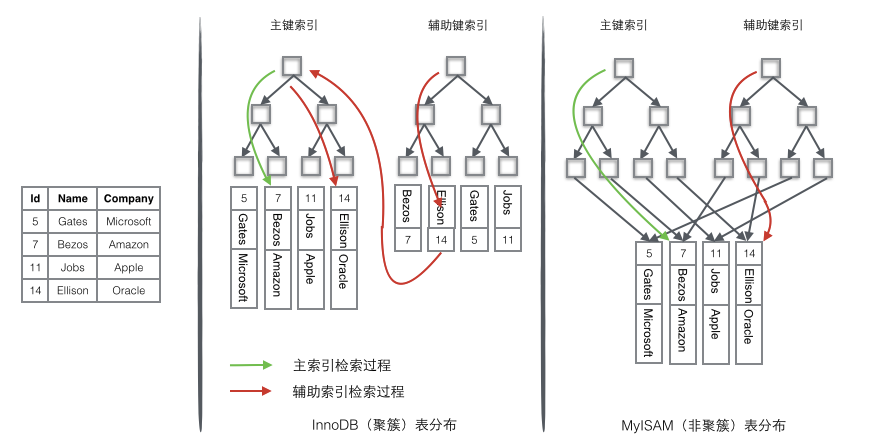 Id Name Company
5 Gates Microsoft
7 Bezos Amazon
11 Jobs Apple
14 Ellison Oracle
主键索引
辅助键索引
5 Gates Microsoft
7 Bezos Amazon
11 Jobs Apple
14 Ellison Oracle
Bezos 7
Ellison 14
Gates 5
Jobs 11
主索引检索过程
辅助索引检索过程
InnoDB（聚簇）表分布
主键索引
辅助键索引
5 Gates Microsoft
7 Bezos Amazon
11 Jobs Apple
14 Ellison Oracle
MyISAM（非聚簇）表分布